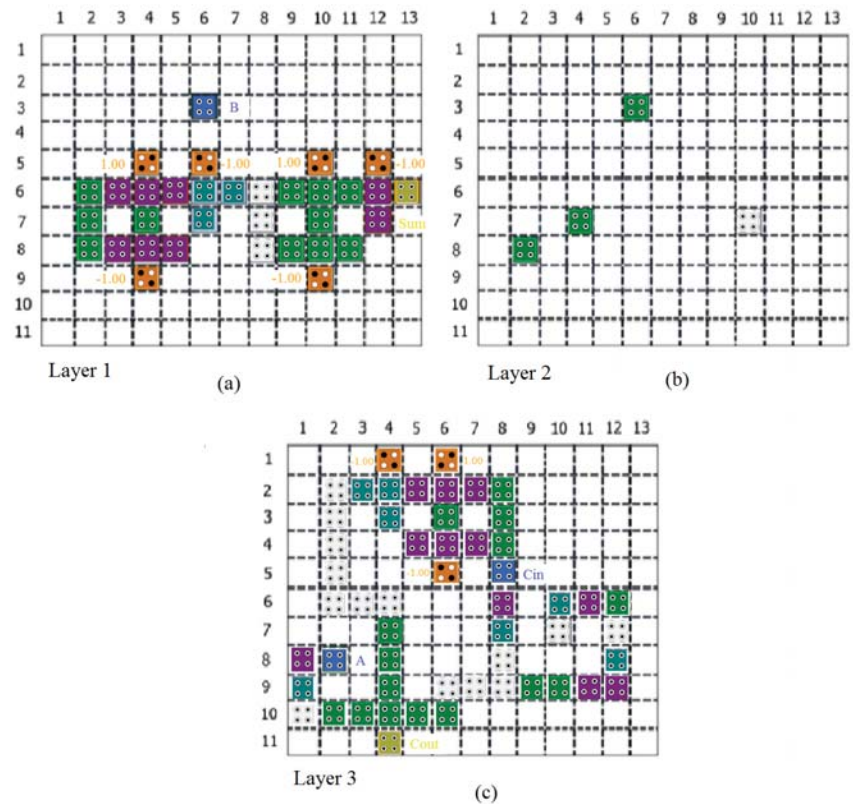 1 2 3 4 5 6 7 8 9 10 11 12 13
1
2
3 B
4
5 1.00 -1.00 1.00 -1.00
6
7 Sum
8
9 -1.00 -1.00
10
11
Layer 1
(a)
1 2 3 4 5 6 7 8 9 10 11 12 13
1
2
3
4
5
6
7
8
9
10
11
Layer 2
(b)
1 2 3 4 5 6 7 8 9 10 11 12 13
1 -1.00 1.00
2
3
4
5 -1.00 Cin
6
7
8 A
9
10
11 Cout
Layer 3
(c)